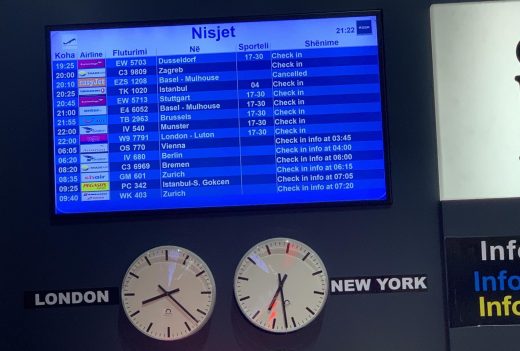 Nisjet
21:22
Koha Airline Fluturimi Në Sporteli Shënime
19:25 EW 5703 Dusseldorf 17-30 Check in
20:00 C3 9809 Zagreb Check in
20:10 easyJet EZS 1208 Basel - Mulhouse Cancelled
20:25 TK 1020 Istanbul 04 Check in
20:45 EW 5713 Stuttgart 17-30 Check in
21:00 E4 6052 Basel - Mulhouse 17-30 Check in
21:55 TB 2963 Brussels 17-30 Check in
22:00 IV 540 Munster 17-30 Check in
22:00 W9 7791 London - Luton 17-30 Check in
06:05 OS 770 Vienna Check in info at 03:45
06:20 IV 680 Berlin Check in info at 04:00
08:20 C3 6969 Bremen Check in info at 06:00
08:35 GM 601 Zurich Check in info at 06:15
09:25 PEGASUS PC 342 Istanbul-S. Gokcen Check in info at 07:05
09:40 WK 403 Zurich Check in info at 07:20
LONDON
NEW YORK
Info
Info
Info